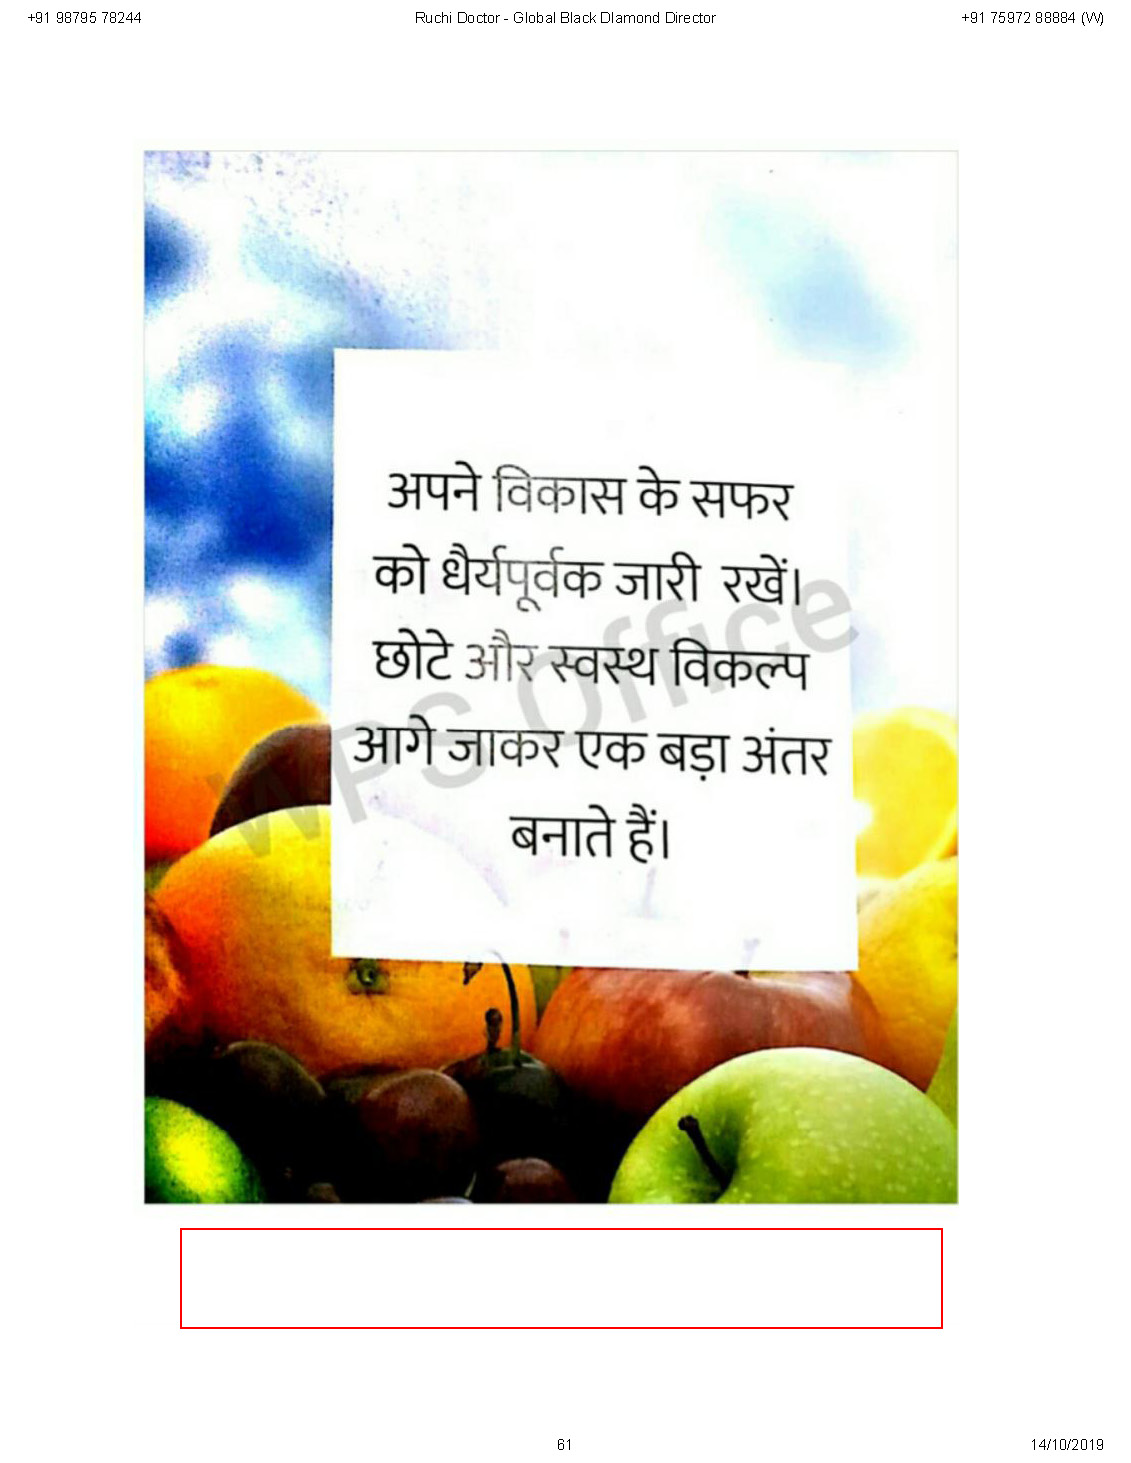 +91 98795 78244 Ruchi Doctor - Global Black DIamond Director +91 75972 88884 (W)
अपने विकास के सफर
को धैर्यपूर्वक जारी रखें।
छोटे और स्वस्थ विकल्प
आगे जाकर एक बड़ा अंतर
बनाते हैं।
WPS Office
61 14/10/2019